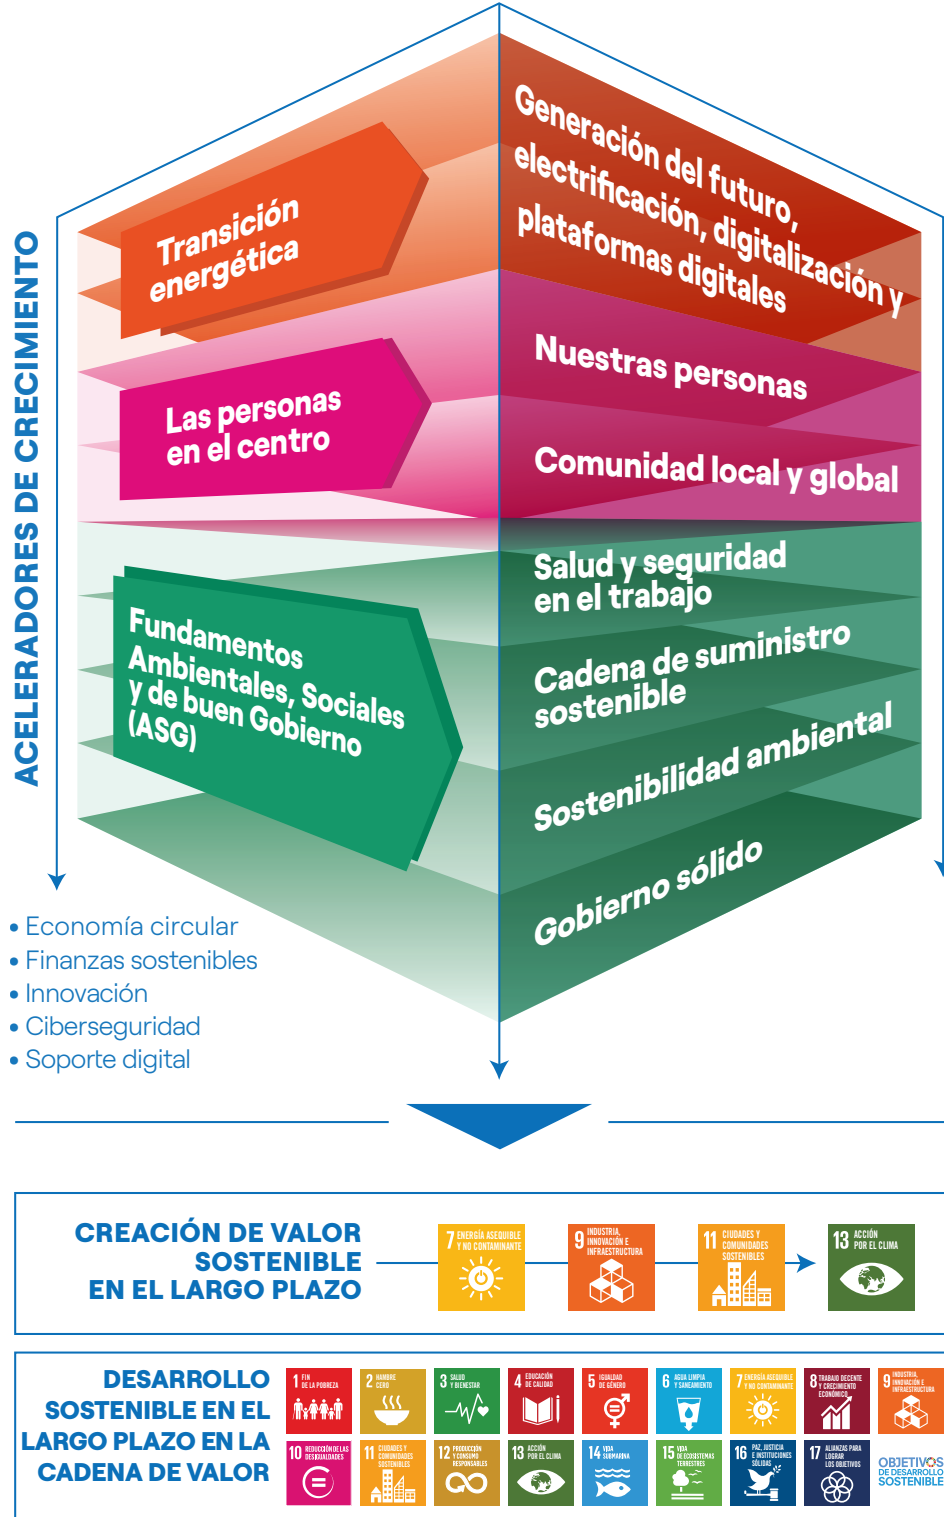 ACELERADORES DE CRECIMIENTO
Transición
energética
Generación del futuro,
electrificación, digitalización y
plataformas digitales
Las personas
en el centro
Nuestras personas
Comunidad local y global
Fundamentos
Ambientales, Sociales
y de buen Gobierno
(ASG)
Salud y seguridad
en el trabajo
Cadena de suministro
sostenible
Sostenibilidad ambiental
Gobierno sólido
• Economía circular
• Finanzas sostenibles
• Innovación
• Ciberseguridad
• Soporte digital
CREACIÓN DE VALOR
SOSTENIBLE
EN EL LARGO PLAZO
7 ENERGÍA ASEQUIBLE
Y NO CONTAMINANTE
9 INDUSTRIA,
INNOVACIÓN E
INFRAESTRUCTURA
11 CIUDADES Y
COMUNIDADES
SOSTENIBLES
13 ACCIÓN
POR EL CLIMA
DESARROLLO
SOSTENIBLE EN EL
LARGO PLAZO EN LA
CADENA DE VALOR
1 FIN
DE LA POBREZA
2 HAMBRE
CERO
3 SALUD
Y BIENESTAR
4 EDUCACIÓN
DE CALIDAD
5 IGUALDAD
DE GÉNERO
6 AGUA LIMPIA
Y SANEAMIENTO
7 ENERGÍA ASEQUIBLE
Y NO CONTAMINANTE
8 TRABAJO DECENTE
Y CRECIMIENTO
ECONÓMICO
9 INDUSTRIA,
INNOVACIÓN E
INFRAESTRUCTURA
10 REDUCCIÓN DE LAS
DESIGUALDADES
11 CIUDADES Y
COMUNIDADES
SOSTENIBLES
12 PRODUCCIÓN
Y CONSUMO
RESPONSABLES
13 ACCIÓN
POR EL CLIMA
14 VIDA
SUBMARINA
15 VIDA
DE ECOSISTEMAS
TERRESTRES
16 PAZ, JUSTICIA
E INSTITUCIONES
SÓLIDAS
17 ALIANZAS PARA
LOGRAR
LOS OBJETIVOS
OBJETIVOS
DE DESARROLLO
SOSTENIBLE